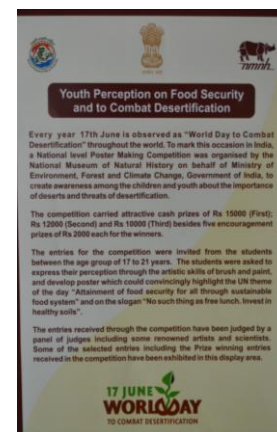 nmnh
Youth Perception on Food Security
and to Combat Desertification
Every year 17th June is observed as "World Day to Combat
Desertification" throughout the world. To mark this occasion in India,
a National level Poster Making Competition was organised by the
National Museum of Natural History on behalf of Ministry of
Environment, Forest and Climate Change, Government of India, to
create awareness among the children and youth about the importance
of deserts and threats of desertification.
The competition carried attractive cash prizes of Rs 15000 (First);
Rs 12000 (Second) and Rs 10000 (Third) besides five encouragement
prizes of Rs 2000 each for the winners.
The entries for the competition were invited from the students
between the age group of 17 to 21 years. The students were asked to
express their perception through the artistic skills of brush and paint,
and develop poster which could convincingly highlight the UN theme
of the day "Attainment of food security for all through sustainable
food system" and on the slogan "No such thing as free lunch. Invest in
healthy soils".
The entries received through the competition have been judged by a
panel of judges including some renowned artists and scientists.
Some of the selected entries including the Prize winning entries
received in the competition have been exhibited in this display area.
17 JUNE
WORLD DAY
TO COMBAT DESERTIFICATION